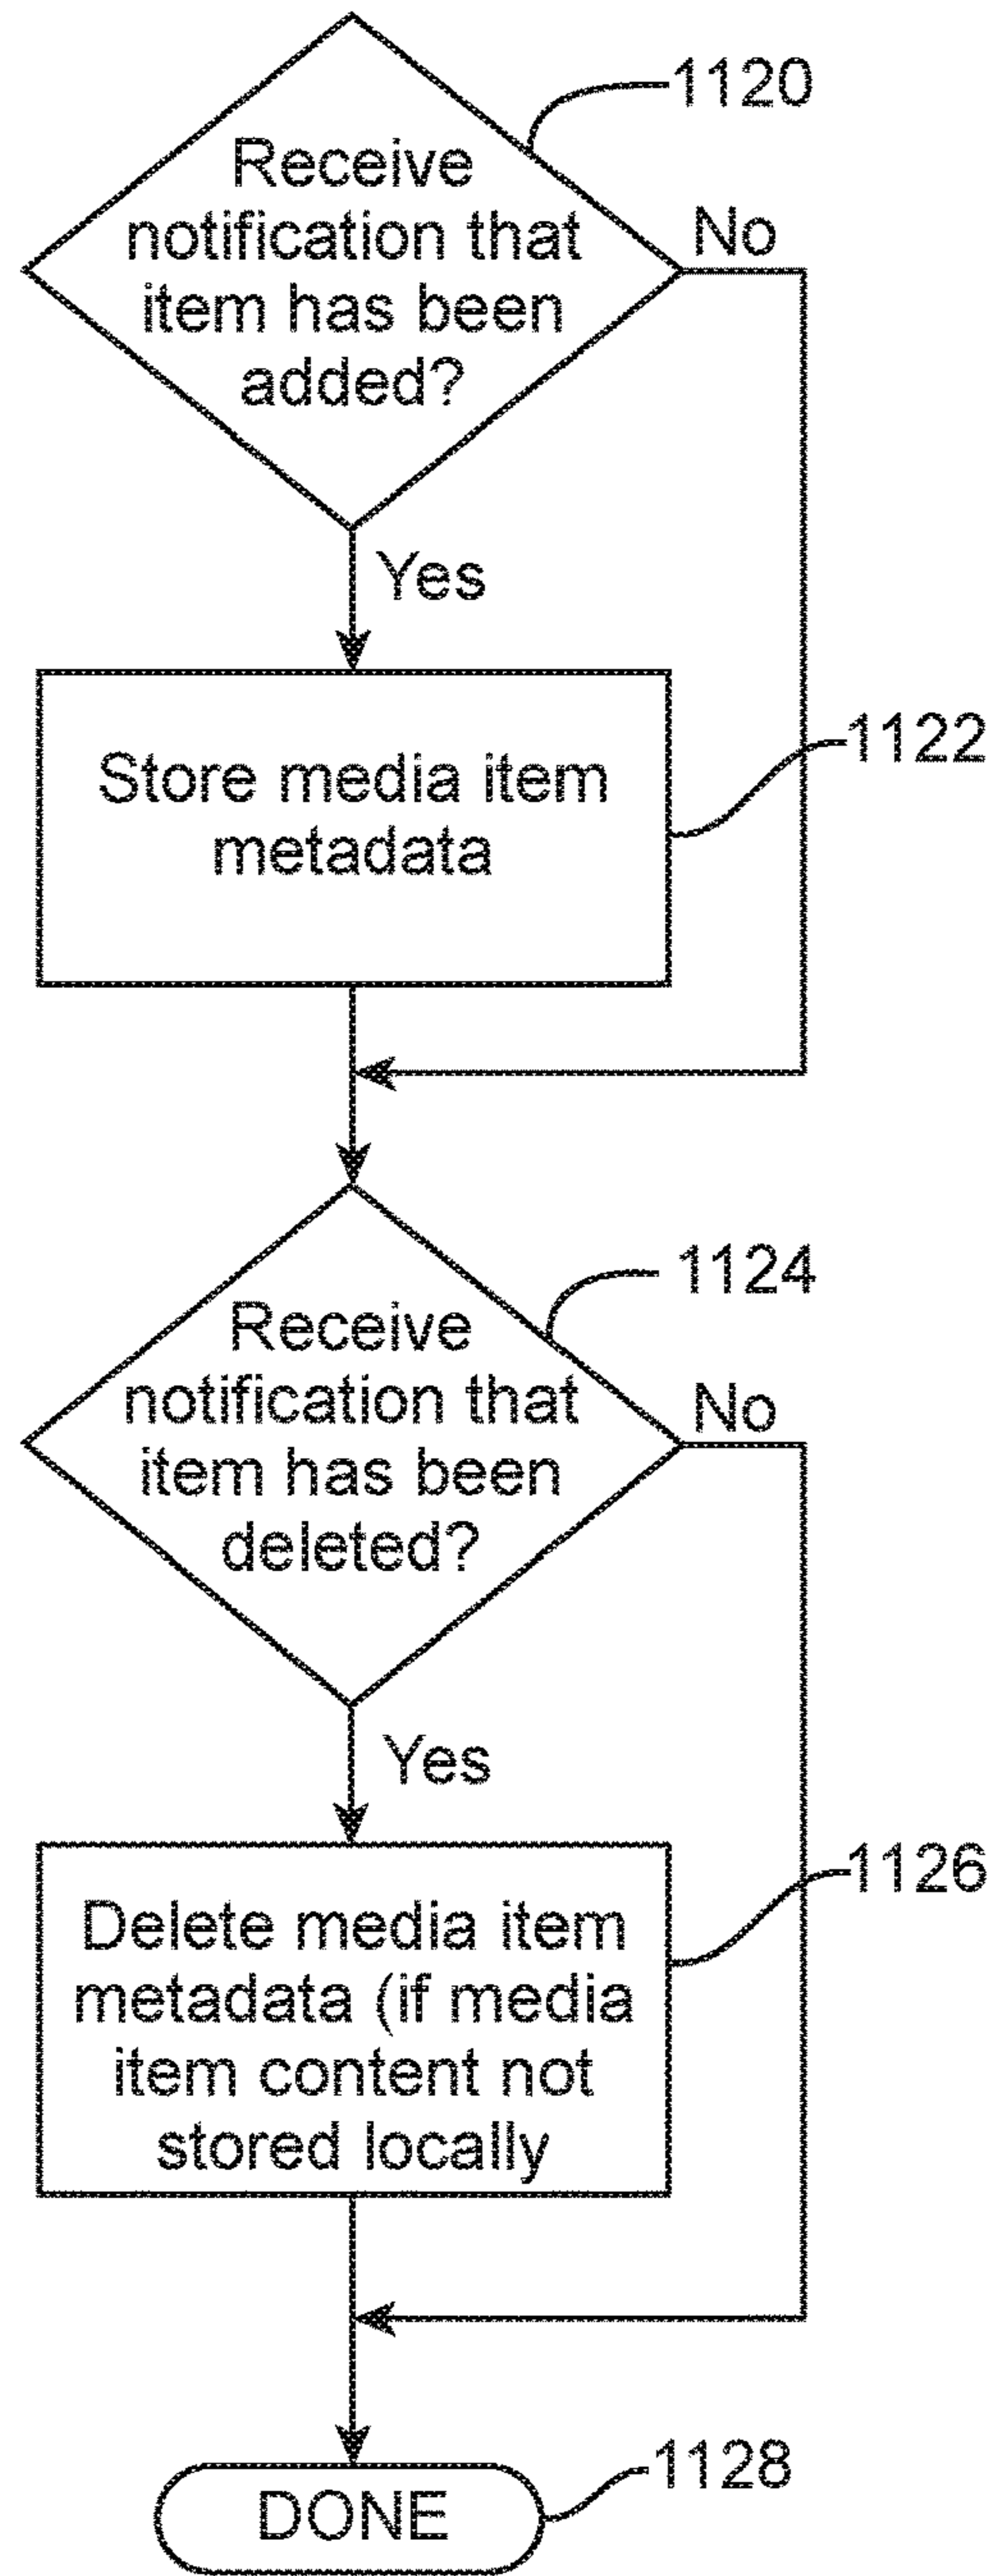 1120
Receive
notification that
item has been
added?
No
Yes
1122
Store media item
metadata
1124
Receive
notification that
item has been
deleted?
No
Yes
1126
Delete media item
metadata (if media
item content not
stored locally
1128
DONE